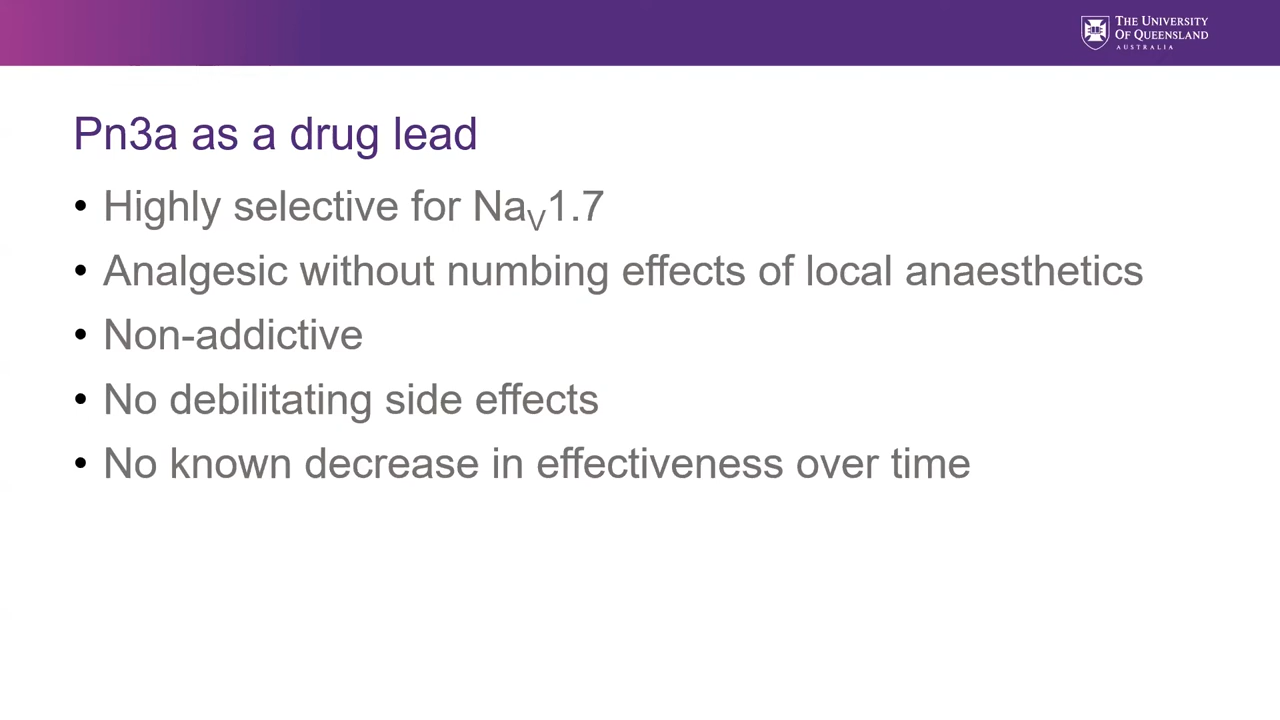 THE UNIVERSITY
OF QUEENSLAND
AUSTRALIA
Pn3a as a drug lead
• Highly selective for NaV1.7
• Analgesic without numbing effects of local anaesthetics
• Non-addictive
• No debilitating side effects
• No known decrease in effectiveness over time